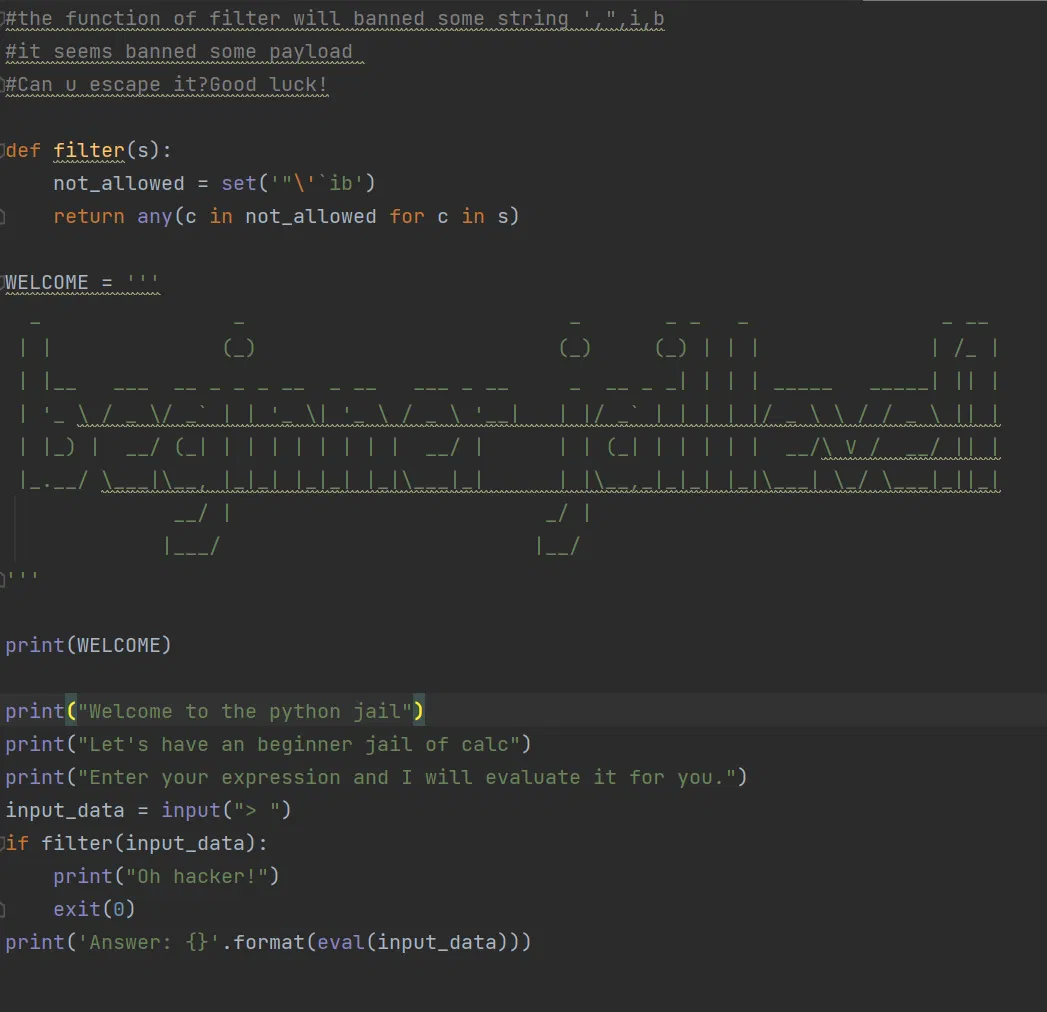 #the function of filter will banned some string ',",i,b
#it seems banned some payload
#Can u escape it?Good luck!
def filter(s):
    not_allowed = set('"\'`ib')
    return any(c in not_allowed for c in s)
WELCOME = '''
  _                _                           _      _ _   _                _ __
 | |              (_)                         (_)    (_) | | |              | /_ |
 | |__   ___  __ _ _ _ __  _ __   ___ _ __     _  __ _ _| | | | _____   _____| || |
 | '_ \ / _ \/ _` | | '_ \| '_ \ / _ \ '__|   | |/ _` | | | | |/ _ \ \ / / _ \ || |
 | |_) |  __/ (_| | | | | | | | |  __/ |      | | (_| | | | | |  __/\ V /  __/ || |
 |_.__/ \___|\__, |_|_| |_|_| |_|\___|_|      | |\__,_|_|_| |_|\___| \_/ \___|_||_|
              __/ |                          _/ |
             |___/                          |__/
'''
print(WELCOME)
print("Welcome to the python jail")
print("Let's have an beginner jail of calc")
print("Enter your expression and I will evaluate it for you.")
input_data = input("> ")
if filter(input_data):
    print("Oh hacker!")
    exit(0)
print('Answer: {}'.format(eval(input_data)))